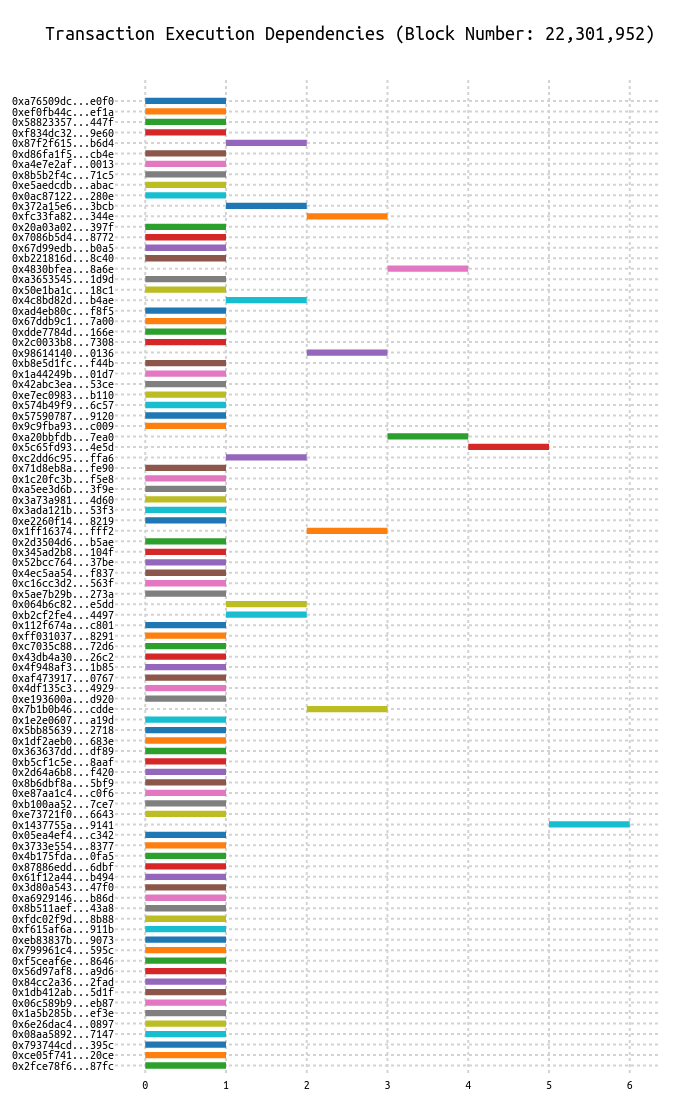 Transaction Execution Dependencies (Block Number: 22,301,952)
0xa76509dc...e0f0
0xef0fb44c...ef1a
0x58823357...447f
0xf834dc32...9e60
0x87f2f615...b6d4
0xd86fa1f5...cb4e
0xa4e7e2af...0013
0x8b5b2f4c...71c5
0xe5aedcdb...abac
0x0ac87122...280e
0x372a15e6...3bcb
0xfc33fa82...344e
0x20a03a02...397f
0x7086b5d4...8772
0x67d99edb...b0a5
0xb221816d...8c40
0x4830bfea...8a6e
0xa3653545...1d9d
0x50e1ba1c...18c1
0x4c8bd82d...b4ae
0xad4eb80c...f8f5
0x67ddb9c1...7a00
0xdde7784d...166e
0x2c0033b8...7308
0x98614140...0136
0xb8e5d1fc...f44b
0x1a44249b...01d7
0x42abc3ea...53ce
0xe7ec0983...b110
0x574b49f9...6c57
0x57590787...9120
0x9c9fba93...c009
0xa20bbfdb...7ea0
0x5c65fd93...4e5d
0xc2dd6c95...ffa6
0x71d8eb8a...fe90
0x1c20fc3b...f5e8
0xa5ee3d6b...3f9e
0x3a73a981...4d60
0x3ada121b...53f3
0xe2260f14...8219
0x1ff16374...fff2
0x2d3504d6...b5ae
0x345ad2b8...104f
0x52bcc764...37be
0x4ec5aa54...f837
0xc16cc3d2...563f
0x5ae7b29b...273a
0x064b6c82...e5dd
0xb2cf2fe4...4497
0x112f674a...c801
0xff031037...8291
0xc7035c88...72d6
0x43db4a30...26c2
0x4f948af3...1b85
0xaf473917...0767
0x4df135c3...4929
0xe193600a...d920
0x7b1b0b46...cdde
0x1e2e0607...a19d
0x5bb85639...2718
0x1df2aeb0...683e
0x363637dd...df89
0xb5cf1c5e...8aaf
0x2d64a6b8...f420
0x8b6dbf8a...5bf9
0xe87aa1c4...c0f6
0xb100aa52...7ce7
0xe73721f0...6643
0x1437755a...9141
0x05ea4ef4...c342
0x3733e554...8377
0x4b175fda...0fa5
0x87886edd...6dbf
0x61f12a44...b494
0x3d80a543...47f0
0xa6929146...b86d
0x8b511aef...43a8
0xfdc02f9d...8b88
0xf615af6a...911b
0xeb83837b...9073
0x799961c4...595c
0xf5ceaf6e...8646
0x56d97af8...a9d6
0x84cc2a36...2fad
0x1db412ab...5d1f
0x06c589b9...eb87
0x1a5b285b...ef3e
0x6e26dac4...0897
0x08aa5892...7147
0x793744cd...395c
0xce05f741...20ce
0x2fce78f6...87fc
0 1 2 3 4 5 6